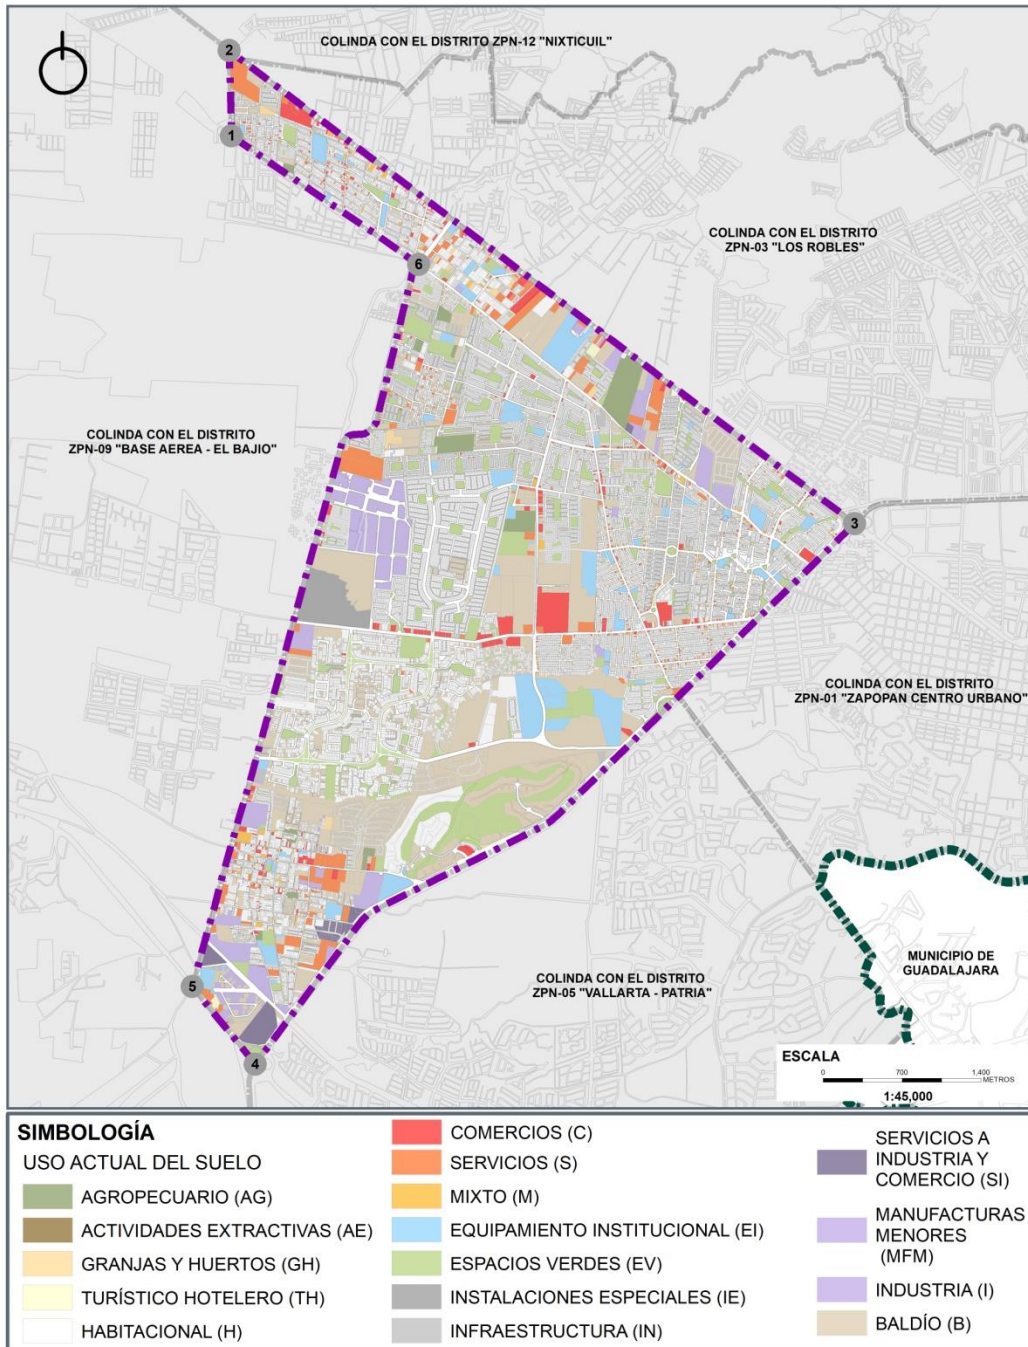 COLINDA CON EL DISTRITO ZPN-12 "NIXTICUIL"
2
1
COLINDA CON EL DISTRITO
ZPN-03 "LOS ROBLES"
6
COLINDA CON EL DISTRITO
ZPN-09 "BASE AEREA - EL BAJIO"
3
COLINDA CON EL DISTRITO
ZPN-01 "ZAPOPAN CENTRO URBANO"
MUNICIPIO DE
GUADALAJARA
COLINDA CON EL DISTRITO
ZPN-05 "VALLARTA - PATRIA"
5
4
ESCALA
0 700 1,400
METROS
1:45,000
SIMBOLOGÍA
USO ACTUAL DEL SUELO
AGROPECUARIO (AG)
ACTIVIDADES EXTRACTIVAS (AE)
GRANJAS Y HUERTOS (GH)
TURÍSTICO HOTELERO (TH)
HABITACIONAL (H)
COMERCIOS (C)
SERVICIOS (S)
MIXTO (M)
EQUIPAMIENTO INSTITUCIONAL (EI)
ESPACIOS VERDES (EV)
INSTALACIONES ESPECIALES (IE)
INFRAESTRUCTURA (IN)
SERVICIOS A
INDUSTRIA Y
COMERCIO (SI)
MANUFACTURAS
MENORES
(MFM)
INDUSTRIA (I)
BALDÍO (B)